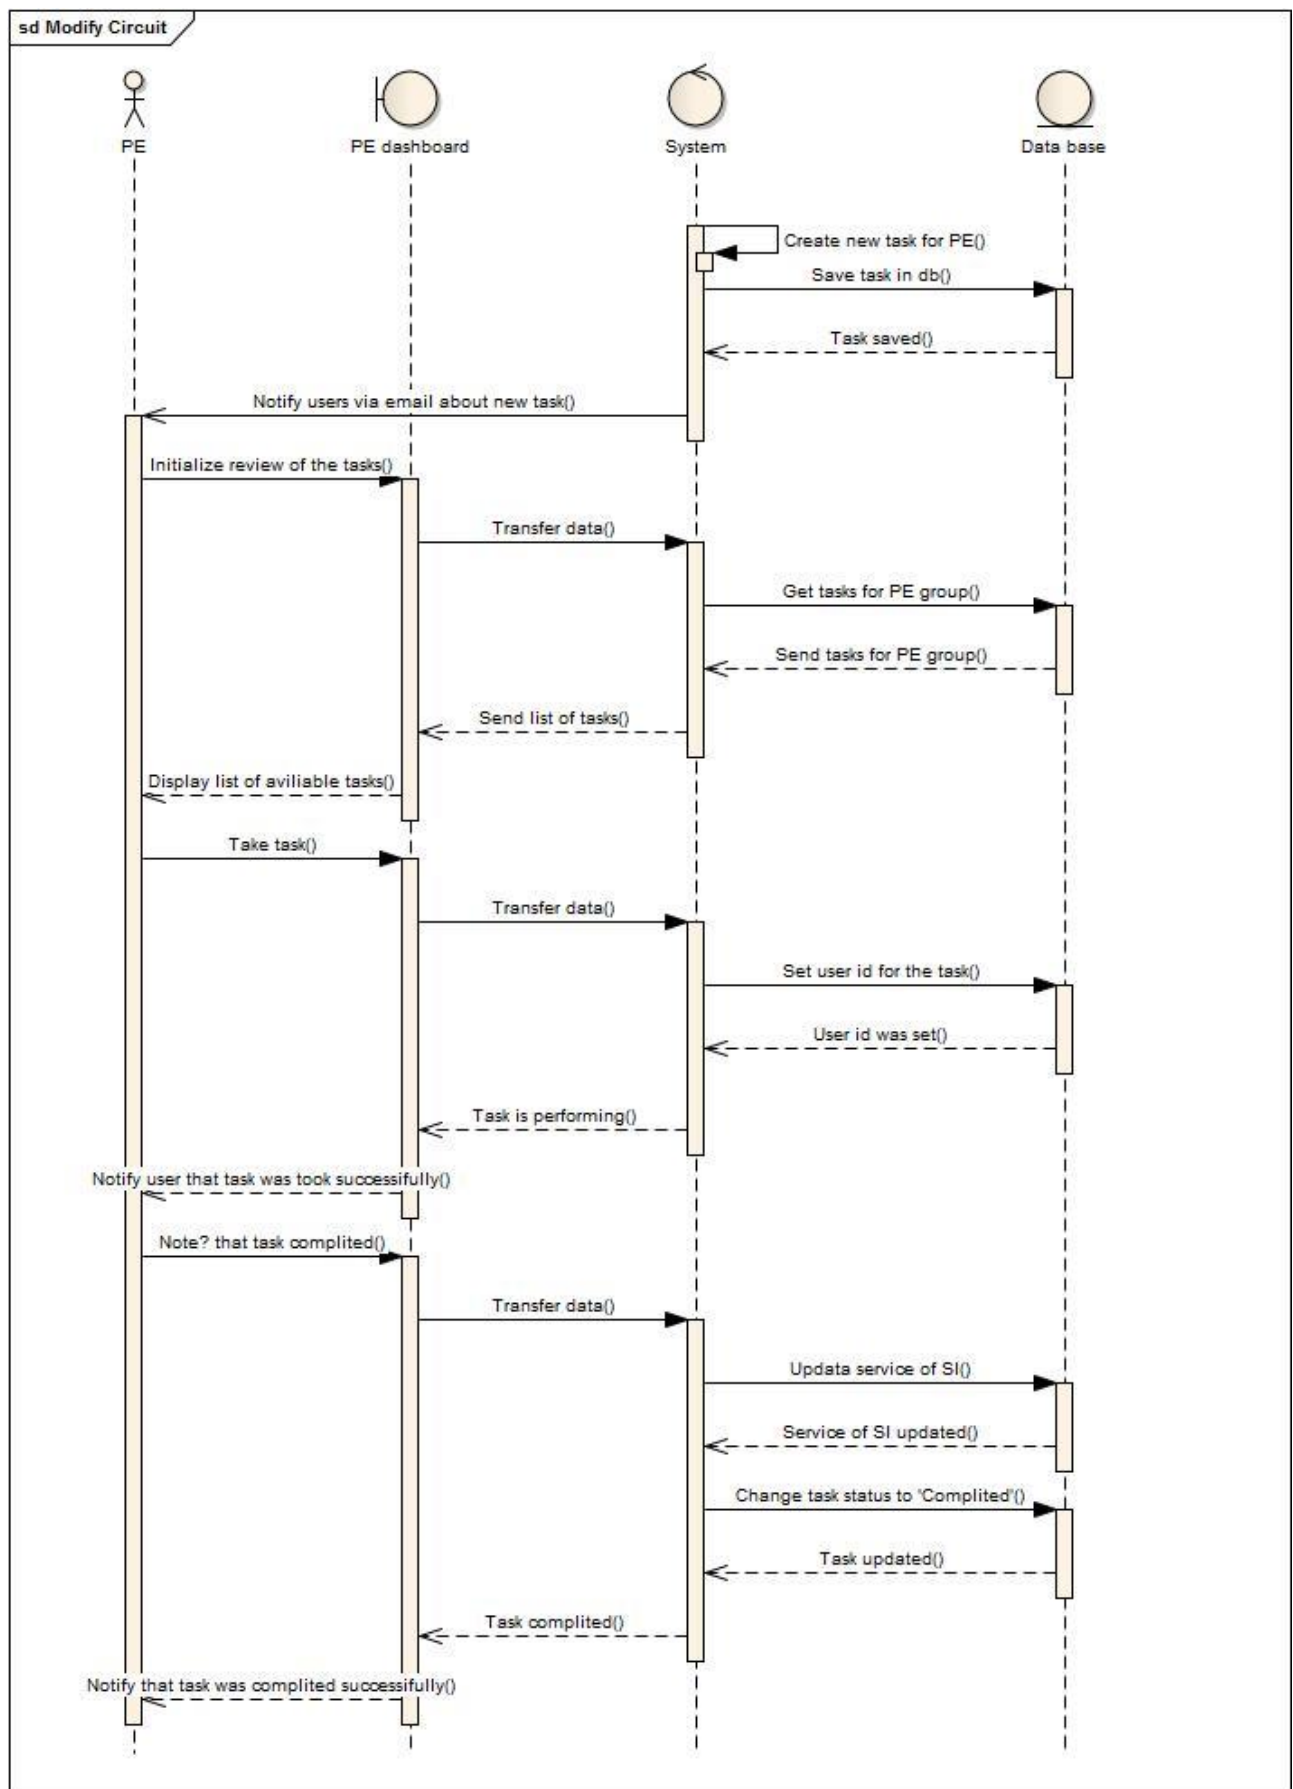 sd Modify Circuit
PE
PE dashboard
System
Data base
Create new task for PE()
Save task in db()
Task saved()
Notify users via email about new task()
Initialize review of the tasks()
Transfer data()
Get tasks for PE group()
Send tasks for PE group()
Send list of tasks()
Display list of aviliable tasks()
Take task()
Transfer data()
Set user id for the task()
User id was set()
Task is performing()
Notify user that task was took successifully()
Note? that task complited()
Transfer data()
Updata service of SI()
Service of SI updated()
Change task status to 'Complited'()
Task updated()
Task complited()
Notify that task was complited successifully()